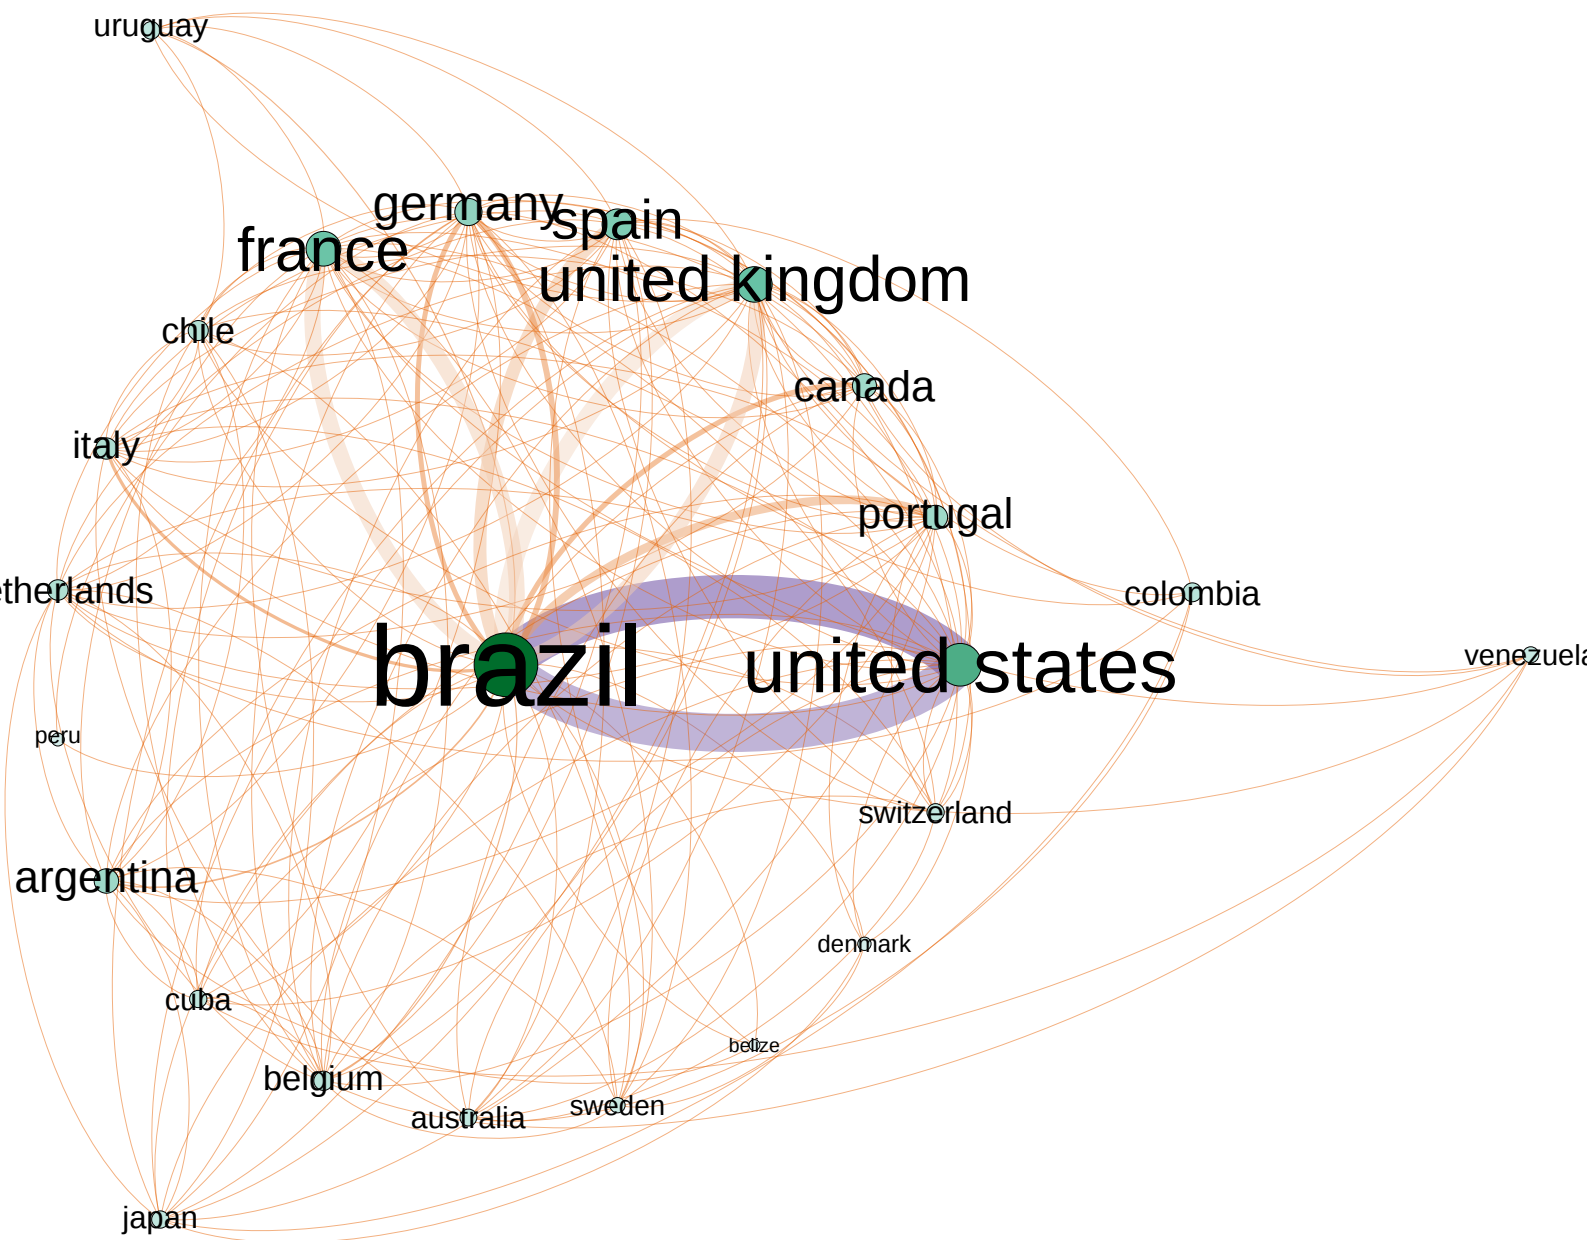 uruguay
germany
spain
france
united kingdom
chile
canada
italy
portugal
etherlands
colombia
brazil
united states
venezuela
peru
switzerland
argentina
denmark
cuba
belize
belgium
sweden
australia
japan